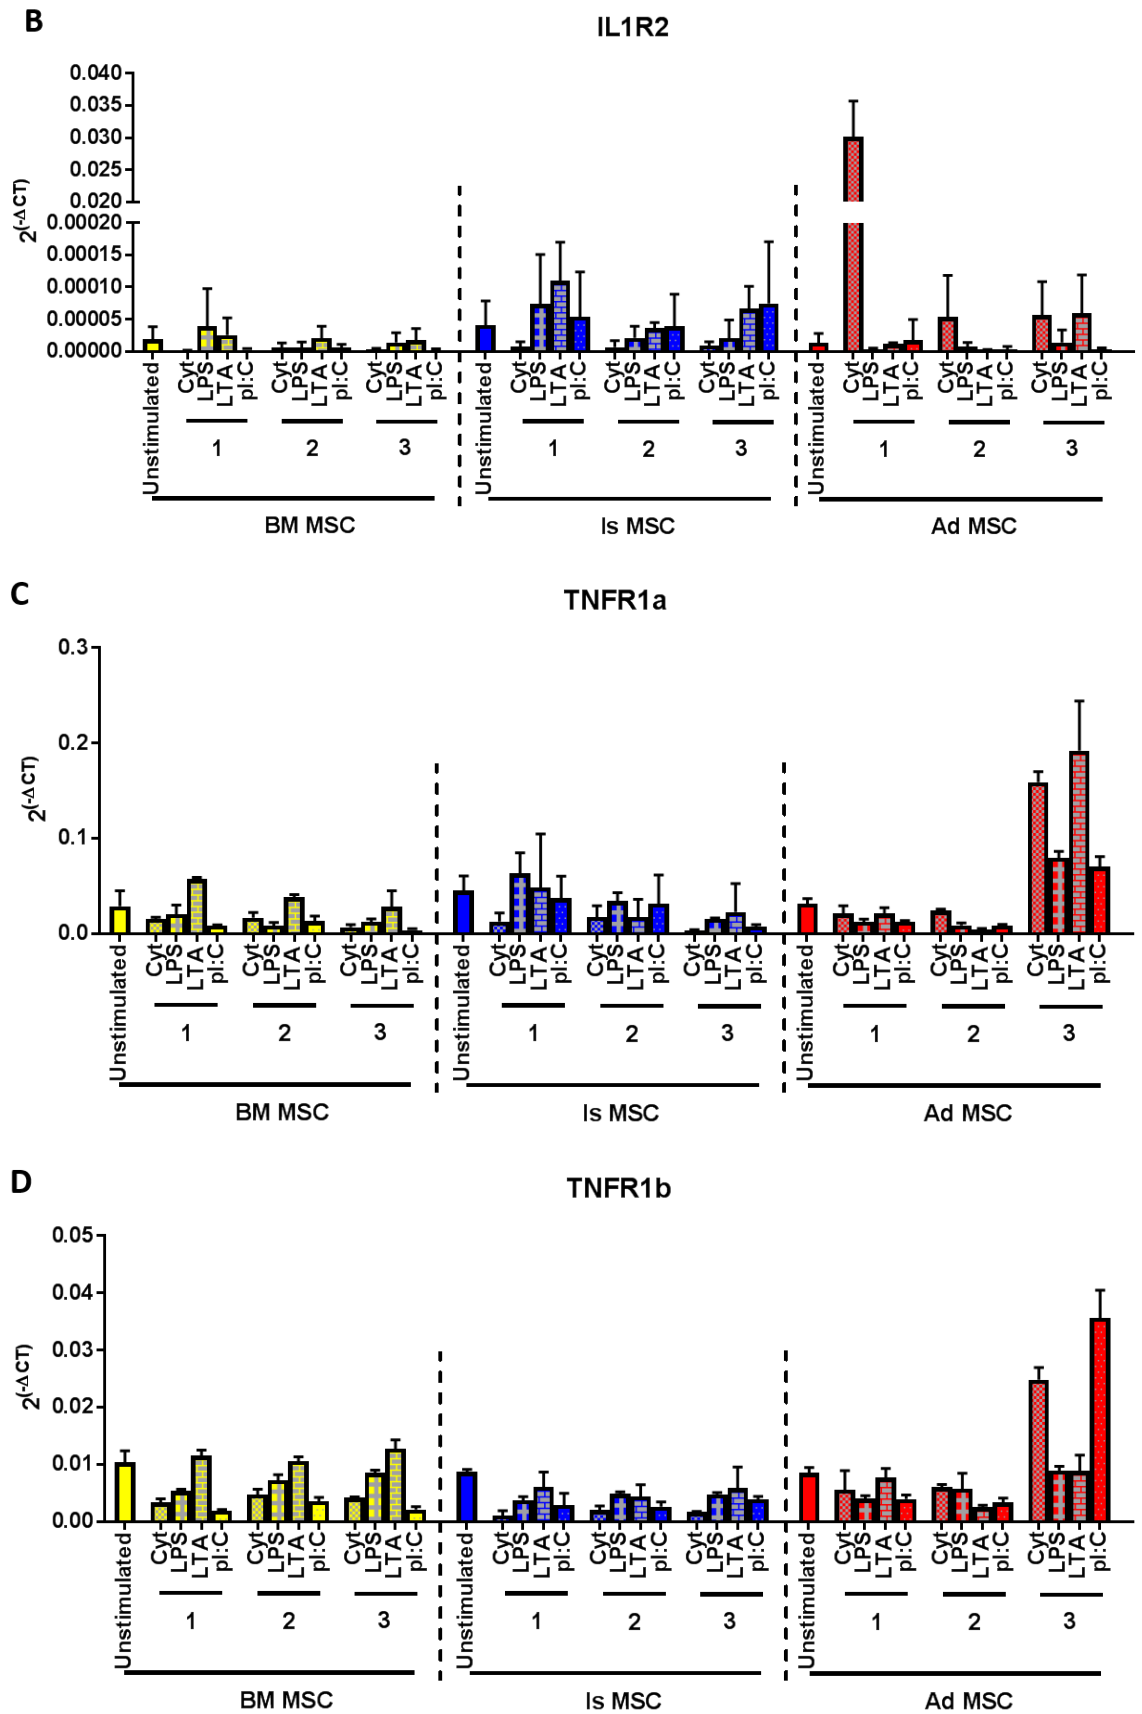 B
IL1R2
2(-ΔCT)
0.040
0.035
0.030
0.025
0.020
0.00020
0.00015
0.00010
0.00005
0.00000
Unstimulated Cyt LPS LTA pI:C Cyt LPS LTA pI:C Cyt LPS LTA pI:C Unstimulated Cyt LPS LTA pI:C Cyt LPS LTA pI:C Cyt LPS LTA pI:C Unstimulated Cyt LPS LTA pI:C Cyt LPS LTA pI:C Cyt LPS LTA pI:C
1 2 3 1 2 3 1 2 3
BM MSC Is MSC Ad MSC
C
TNFR1a
2(-ΔCT)
0.3
0.2
0.1
0.0
Unstimulated Cyt LPS LTA pI:C Cyt LPS LTA pI:C Cyt LPS LTA pI:C Unstimulated Cyt LPS LTA pI:C Cyt LPS LTA pI:C Cyt LPS LTA pI:C Unstimulated Cyt LPS LTA pI:C Cyt LPS LTA pI:C Cyt LPS LTA pI:C
1 2 3 1 2 3 1 2 3
BM MSC Is MSC Ad MSC
D
TNFR1b
2(-ΔCT)
0.05
0.04
0.03
0.02
0.01
0.00
Unstimulated Cyt LPS LTA pI:C Cyt LPS LTA pI:C Cyt LPS LTA pI:C Unstimulated Cyt LPS LTA pI:C Cyt LPS LTA pI:C Cyt LPS LTA pI:C Unstimulated Cyt LPS LTA pI:C Cyt LPS LTA pI:C Cyt LPS LTA pI:C
1 2 3 1 2 3 1 2 3
BM MSC Is MSC Ad MSC